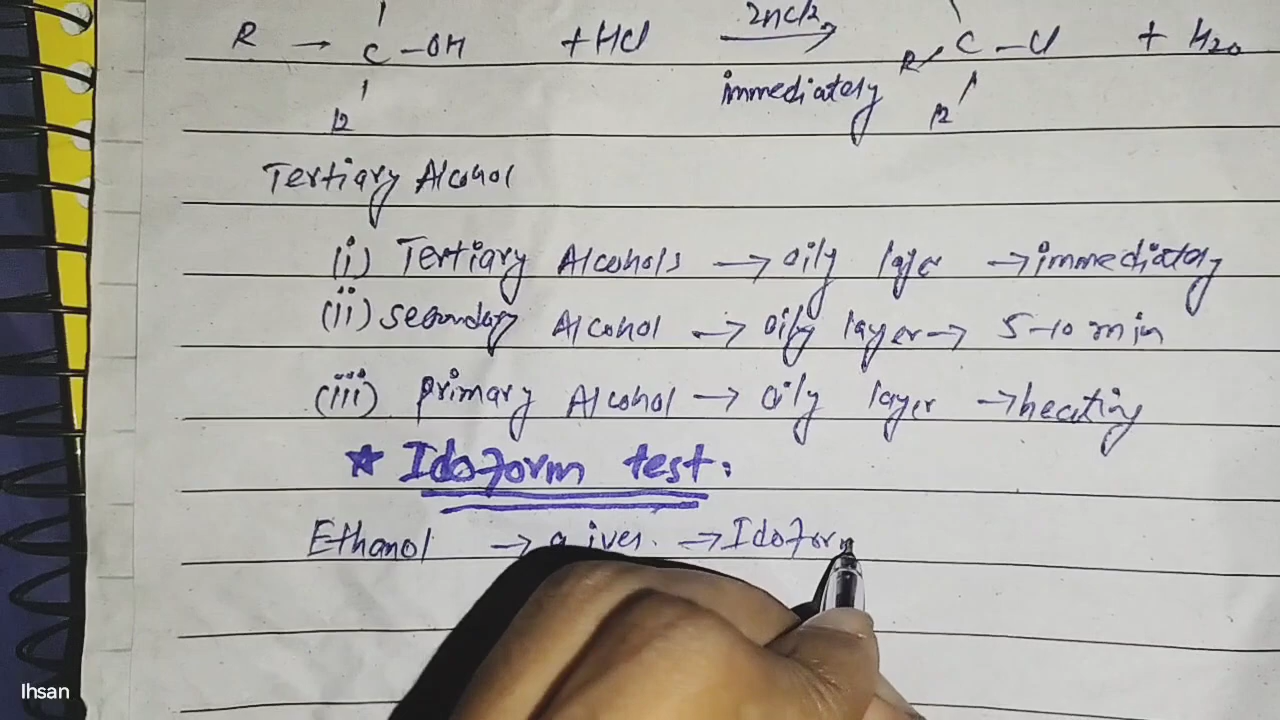 R → C – OH + HCl ZnCl2 → R C – Cl + H2O
immediately
R R
Tertiary Alcohol
(i) Tertiary Alcohols → oily layer → immediately
(ii) secondary Alcohol → oily layer → 5-10 min
(iii) primary Alcohol → oily layer → heating
★ Idoform test:
Ethanol → gives. → Idoform
Ihsan